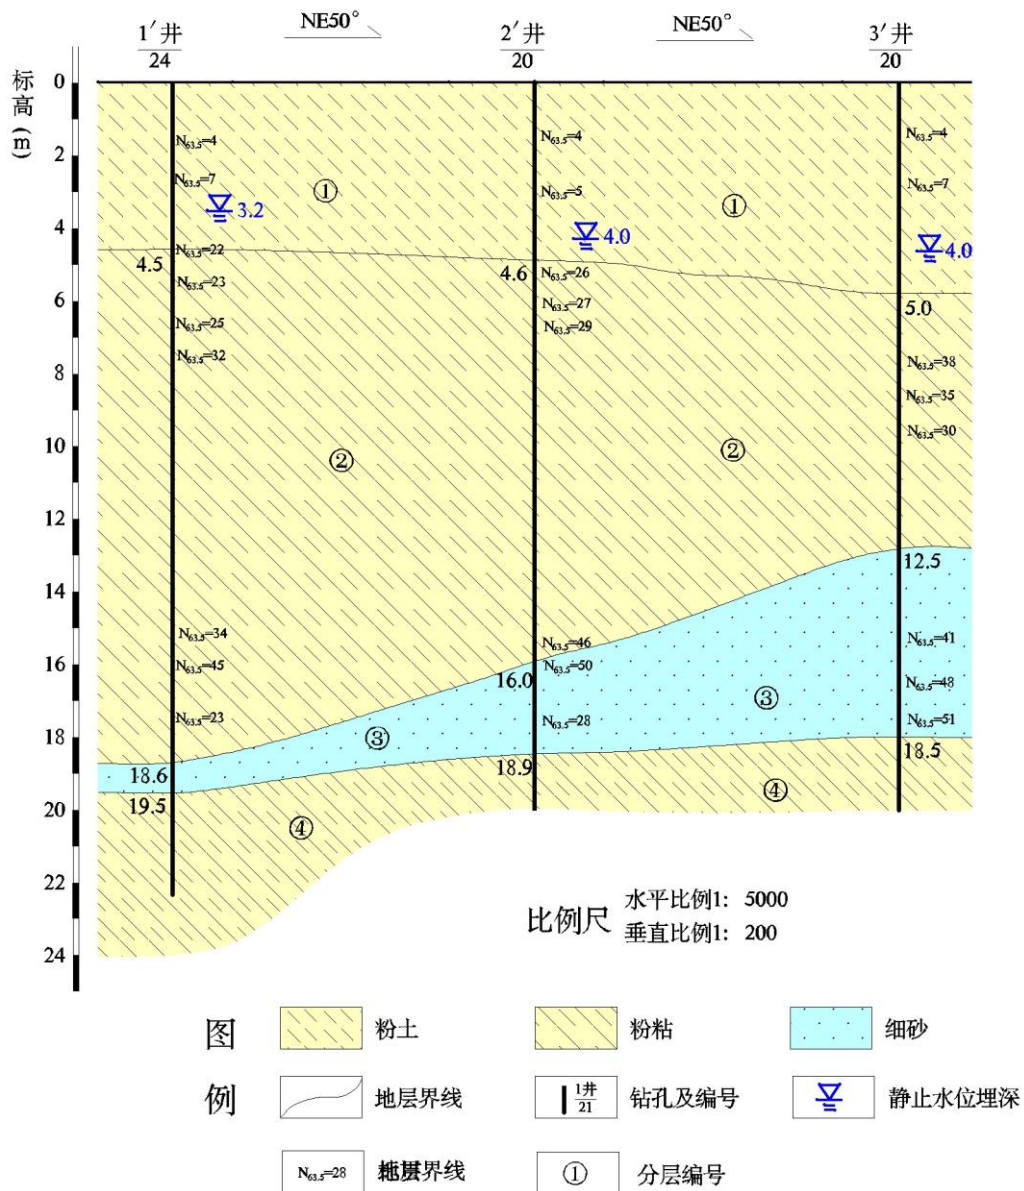 NE50° NE50°
1′井 2′井 3′井
24 20 20
标高(m)
0
N63.5=4 N63.5=4 N63.5=4
2
N63.5=7 N63.5=5 N63.5=7
① ①
3.2 4.0 4.0
4
N63.5=22
4.5 4.6 N63.5=26
N63.5=23
6
N63.5=27 5.0
N63.5=25 N63.5=29
N63.5=32 N63.5=38
8
N63.5=35
N63.5=30
10
② ②
12
12.5
14
N63.5=34 N63.5=46 N63.5=41
16
N63.5=45 N63.5=50
16.0 N63.5=48
③
N63.5=23 N63.5=28 N63.5=51
18
③
18.6 18.9 18.5
19.5 ④
20
④
22
比例尺 水平比例1: 5000
垂直比例1: 200
24
图例
粉土 粉粘 细砂
地层界线 1井 21 钻孔及编号 静止水位埋深
N63.5=28 界线 ① 分层编号